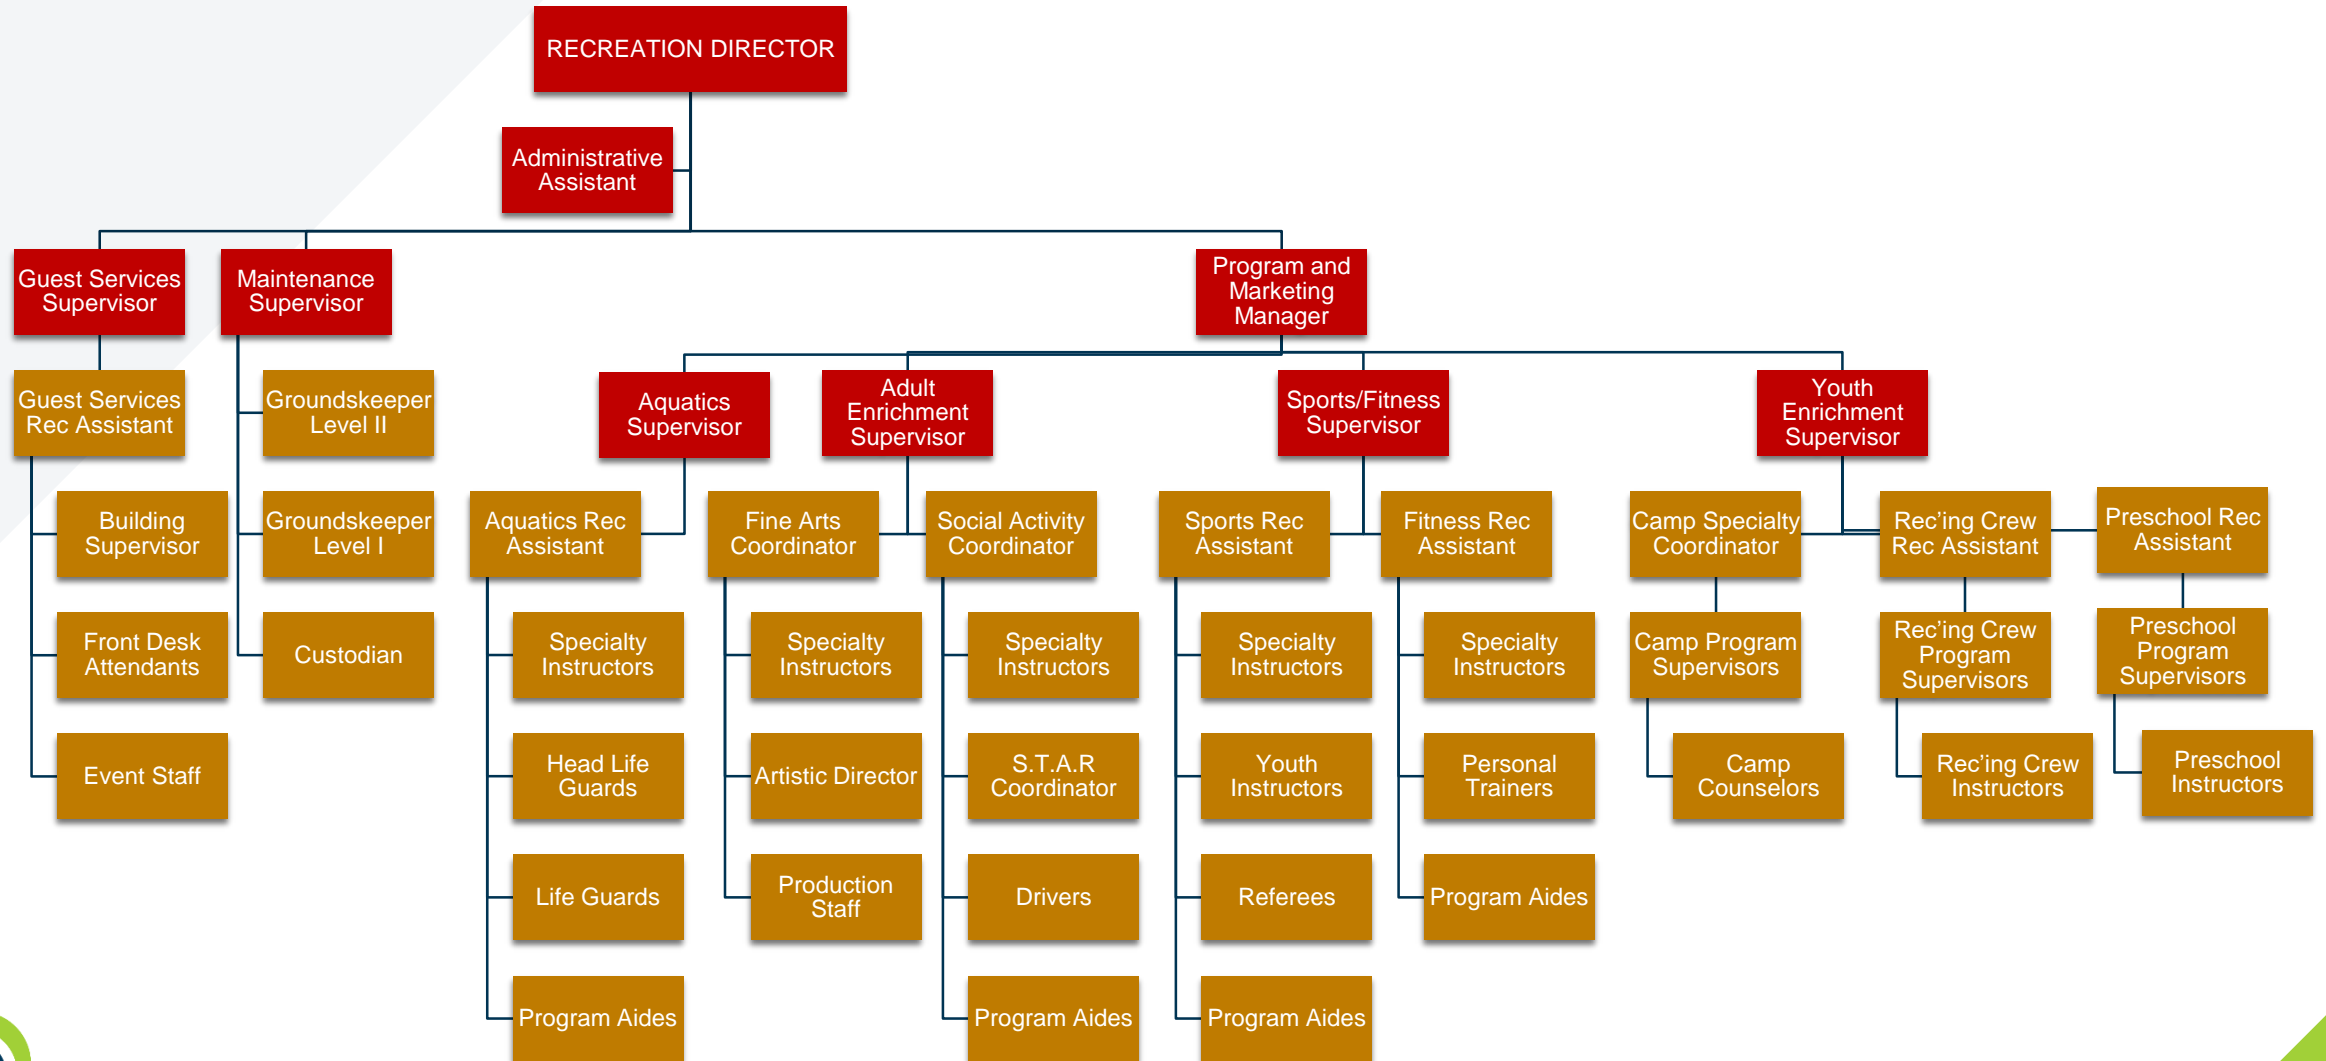 RECREATION DIRECTOR
Administrative
Assistant
Guest Services
Supervisor
Maintenance
Supervisor
Program and
Marketing
Manager
Guest Services
Rec Assistant
Groundskeeper
Level II
Aquatics
Supervisor
Adult
Enrichment
Supervisor
Sports/Fitness
Supervisor
Youth
Enrichment
Supervisor
Building
Supervisor
Groundskeeper
Level I
Aquatics Rec
Assistant
Fine Arts
Coordinator
Social Activity
Coordinator
Sports Rec
Assistant
Fitness Rec
Assistant
Camp Specialty
Coordinator
Rec’ing Crew
Rec Assistant
Preschool Rec
Assistant
Front Desk
Attendants
Custodian
Specialty
Instructors
Specialty
Instructors
Specialty
Instructors
Specialty
Instructors
Specialty
Instructors
Camp Program
Supervisors
Rec’ing Crew
Program
Supervisors
Preschool
Program
Supervisors
Event Staff
Head Life
Guards
Artistic Director
S.T.A.R
Coordinator
Youth
Instructors
Personal
Trainers
Camp
Counselors
Rec’ing Crew
Instructors
Preschool
Instructors
Life Guards
Production
Staff
Drivers
Referees
Program Aides
Program Aides
Program Aides
Program Aides